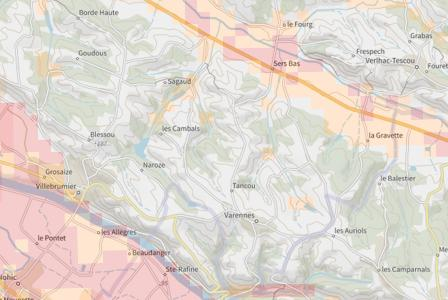 Borde Haute
le Fourg
Grabas
Goudous
Frespech
Verlhac-Tescou
Sers Bas
Fouret
Sagaud
les Cambals
Blessou
la Gravette
Naroze
Grosaize
le Balestier
Villebrumier
Tancou
Varennes
les Auriols
le Pontet
les Allègres
Beaudanger
Ste-Rafine
les Camparnals